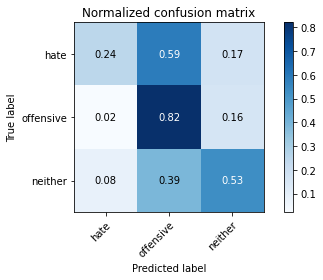 Normalized confusion matrix
True label
hate 0.24 0.59 0.17
offensive 0.02 0.82 0.16
neither 0.08 0.39 0.53
hate offensive neither
Predicted label
0.8
0.7
0.6
0.5
0.4
0.3
0.2
0.1